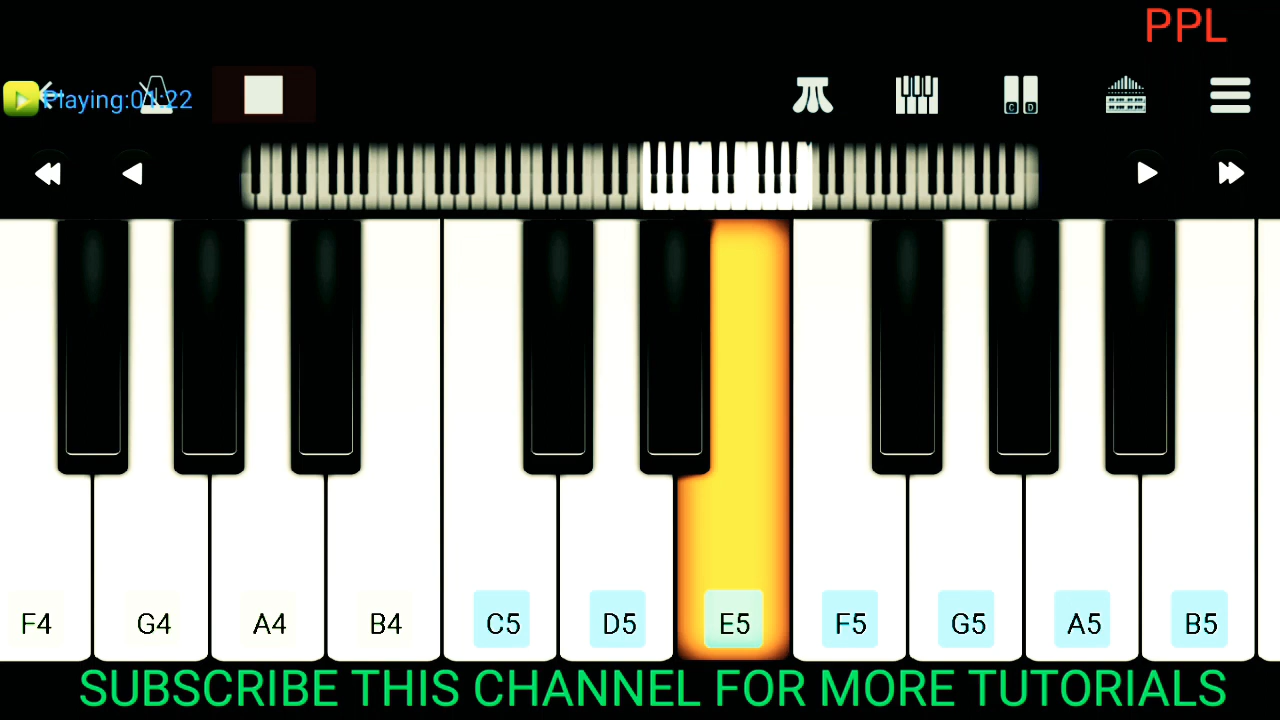 PPL
Playing:01:22
C D
F4 G4 A4 B4 C5 D5 E5 F5 G5 A5 B5
SUBSCRIBE THIS CHANNEL FOR MORE TUTORIALS